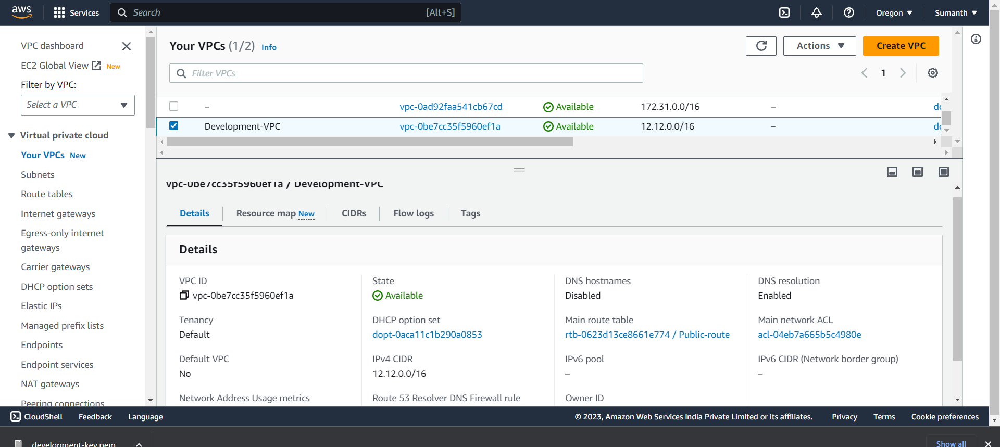 aws Services Search [Alt+S] Oregon Sumanth
VPC dashboard
EC2 Global View New
Filter by VPC:
Select a VPC
Virtual private cloud
Your VPCs New
Subnets
Route tables
Internet gateways
Egress-only internet
gateways
Carrier gateways
DHCP option sets
Elastic IPs
Managed prefix lists
Endpoints
Endpoint services
NAT gateways
Peering connections
Your VPCs (1/2) Info Actions Create VPC
Filter VPCs 1
– vpc-0ad92faa541cb67cd Available 172.31.0.0/16 – do
Development-VPC vpc-0be7cc35f5960ef1a Available 12.12.0.0/16 – do
vpc-0be7cc35f5960ef1a / Development-VPC
Details Resource map New CIDRs Flow logs Tags
Details
VPC ID
vpc-0be7cc35f5960ef1a
State
Available
DNS hostnames
Disabled
DNS resolution
Enabled
Tenancy
Default
DHCP option set
dopt-0aca11c1b290a0853
Main route table
rtb-0623d13ce8661e774 / Public-route
Main network ACL
acl-04eb7a665b5c4980e
Default VPC
No
IPv4 CIDR
12.12.0.0/16
IPv6 pool
–
IPv6 CIDR (Network border group)
–
Network Address Usage metrics
Route 53 Resolver DNS Firewall rule
Owner ID
CloudShell Feedback Language © 2023, Amazon Web Services India Private Limited or its affiliates. Privacy Terms Cookie preferences
development-key.pem Show all